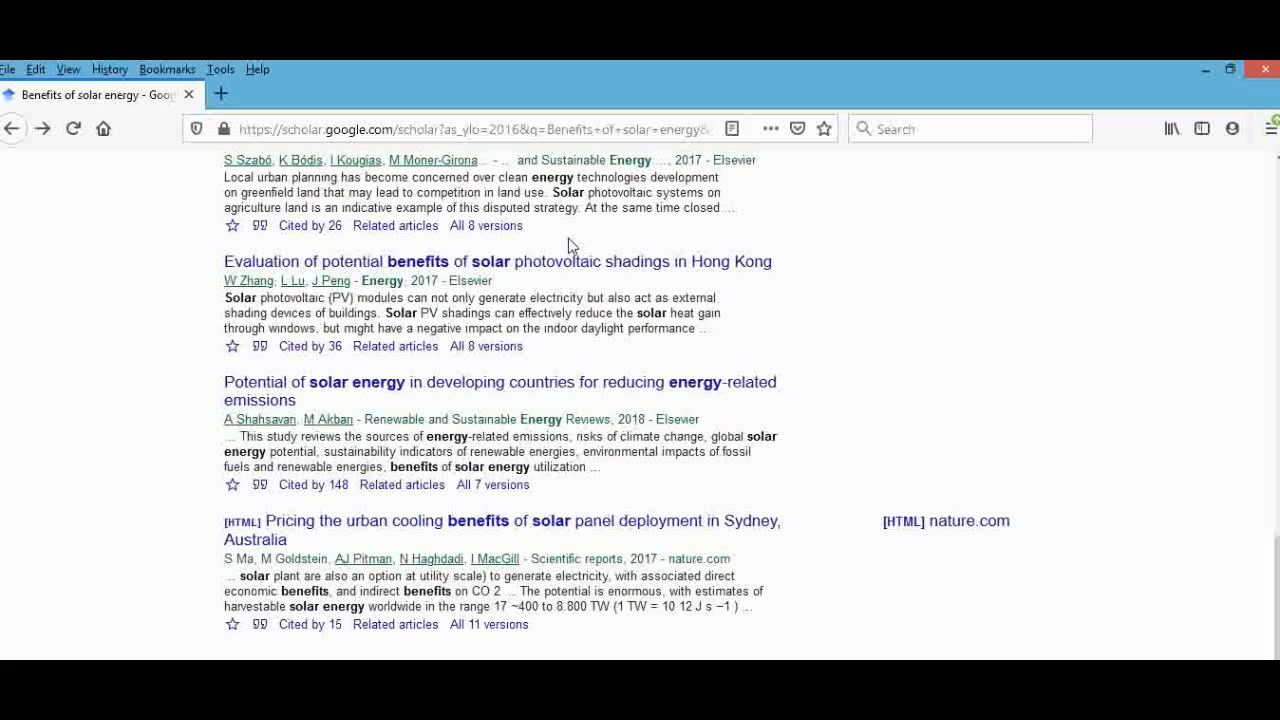 File Edit View History Bookmarks Tools Help
Benefits of solar energy - Goog
https://scholar.google.com/scholar?as_ylo=2016&q=Benefits+of+solar+energy&
Search
S Szabó, K Bódis, I Kougias, M Moner-Girona… - … and Sustainable Energy …, 2017 - Elsevier
Local urban planning has become concerned over clean energy technologies development
on greenfield land that may lead to competition in land use. Solar photovoltaic systems on
agriculture land is an indicative example of this disputed strategy. At the same time closed …
Cited by 26 Related articles All 8 versions
Evaluation of potential benefits of solar photovoltaic shadings in Hong Kong
W Zhang, L Lu, J Peng - Energy, 2017 - Elsevier
Solar photovoltaic (PV) modules can not only generate electricity but also act as external
shading devices of buildings. Solar PV shadings can effectively reduce the solar heat gain
through windows, but might have a negative impact on the indoor daylight performance …
Cited by 36 Related articles All 8 versions
Potential of solar energy in developing countries for reducing energy-related
emissions
A Shahsavari, M Akbari - Renewable and Sustainable Energy Reviews, 2018 - Elsevier
… This study reviews the sources of energy-related emissions, risks of climate change, global solar
energy potential, sustainability indicators of renewable energies, environmental impacts of fossil
fuels and renewable energies, benefits of solar energy utilization …
Cited by 148 Related articles All 7 versions
[HTML] Pricing the urban cooling benefits of solar panel deployment in Sydney,
Australia
[HTML] nature.com
S Ma, M Goldstein, AJ Pitman, N Haghdadi, I MacGill - Scientific reports, 2017 - nature.com
… solar plant are also an option at utility scale) to generate electricity, with associated direct
economic benefits, and indirect benefits on CO 2 … The potential is enormous, with estimates of
harvestable solar energy worldwide in the range 17 ~400 to 8 800 TW (1 TW = 10 12 J s −1 ) …
Cited by 15 Related articles All 11 versions